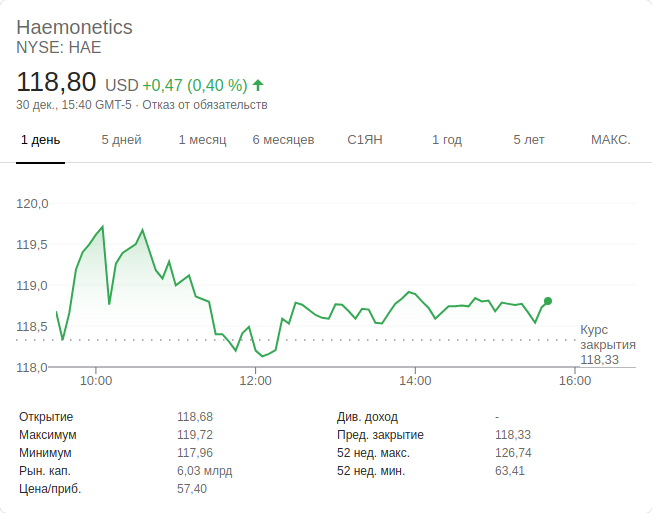 Haemonetics
NYSE: HAE
118,80 USD +0,47 (0,40 %)
30 дек., 15:40 GMT-5 · Отказ от обязательств
1 день 5 дней 1 месяц 6 месяцев С1ЯН 1 год 5 лет МАКС.
120,0
119,5
119,0
118,5
118,0
Курс
закрытия
118,33
10:00 12:00 14:00 16:00
Открытие 118,68 Див. доход -
Максимум 119,72 Пред. закрытие 118,33
Минимум 117,96 52 нед. макс. 126,74
Рын. кап. 6,03 млрд 52 нед. мин. 63,41
Цена/приб. 57,40